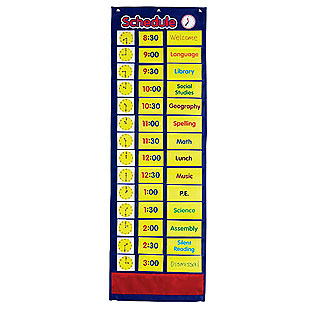 Schedule
8:30 Welcome
9:00 Language
9:30 Library
10:00 Social
Studies
10:30 Geography
11:00 Spelling
11:30 Math
12:00 Lunch
12:30 Music
1:00 P.E.
1:30 Science
2:00 Assembly
2:30 Silent
Reading
3:00 Dismissal